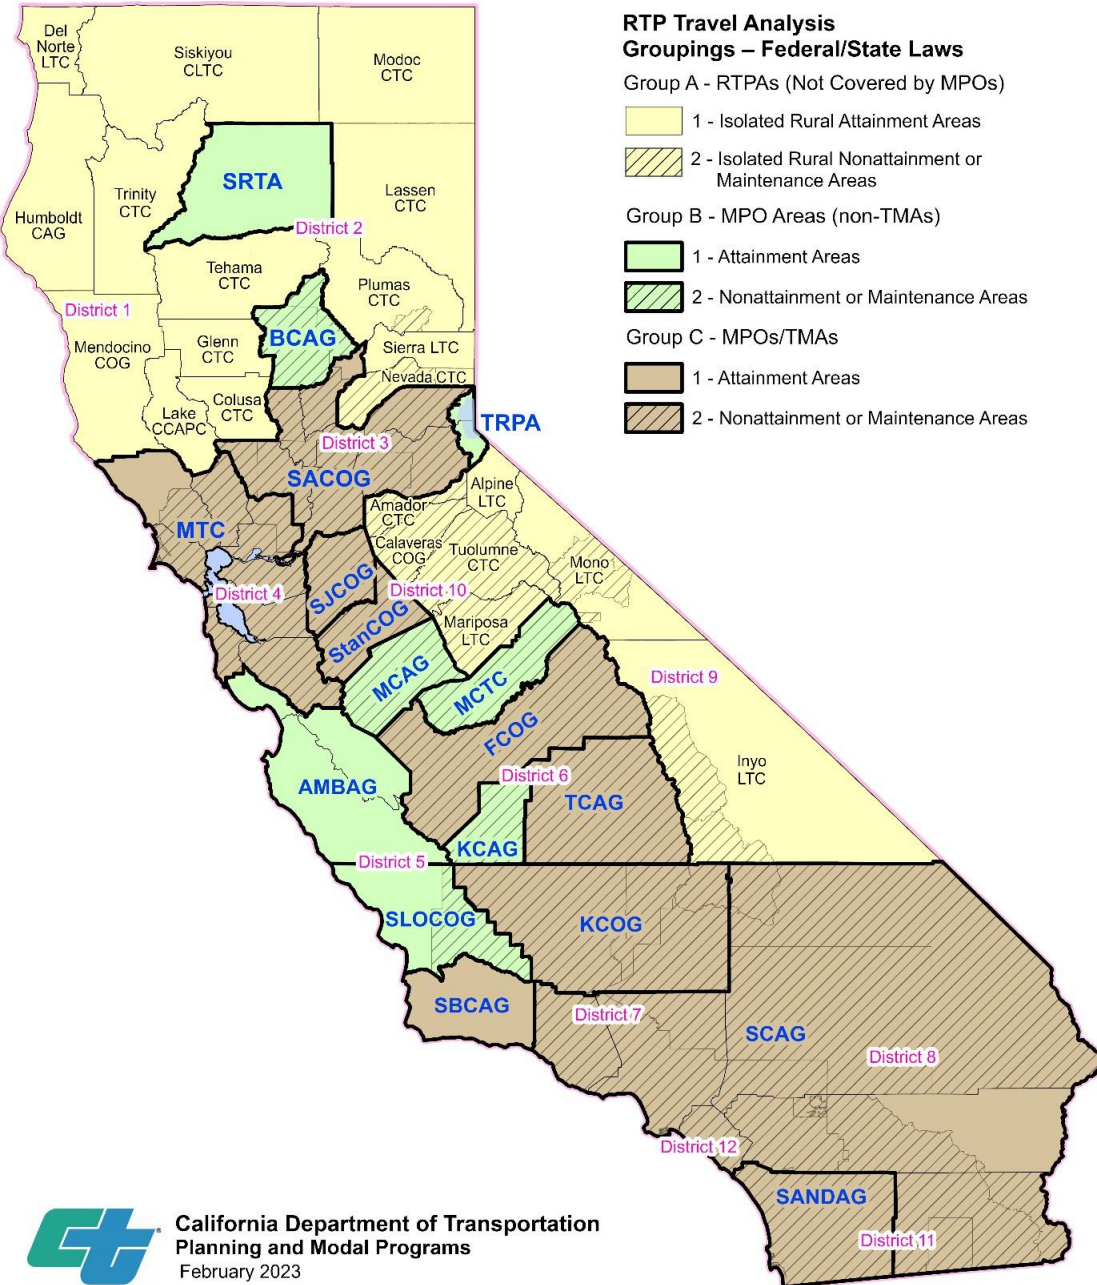 RTP Travel Analysis
Groupings – Federal/State Laws
Group A - RTPAs (Not Covered by MPOs)
1 - Isolated Rural Attainment Areas
2 - Isolated Rural Nonattainment or
Maintenance Areas
Group B - MPO Areas (non-TMAs)
1 - Attainment Areas
2 - Nonattainment or Maintenance Areas
Group C - MPOs/TMAs
1 - Attainment Areas
2 - Nonattainment or Maintenance Areas
Del
Norte
LTC
Siskiyou
CLTC
Modoc
CTC
SRTA
Trinity
CTC
Lassen
CTC
Humboldt
CAG
District 2
Tehama
CTC
Plumas
CTC
District 1
BCAG
Glenn
CTC
Mendocino
COG
Sierra LTC
Nevada CTC
Colusa
CTC
Lake
CCAPC
TRPA
District 3
SACOG
Alpine
LTC
Amador
CTC
MTC
Calaveras
COG
Tuolumne
CTC
Mono
LTC
District 4
SJCOG
District 10
StanCOG
Mariposa
LTC
MCAG
MCTC
District 9
FCOG
Inyo
LTC
District 6
AMBAG
TCAG
KCAG
District 5
SLOCOG
KCOG
SBCAG
District 7
SCAG
District 8
District 12
SANDAG
District 11
ct
®
California Department of Transportation
Planning and Modal Programs
February 2023